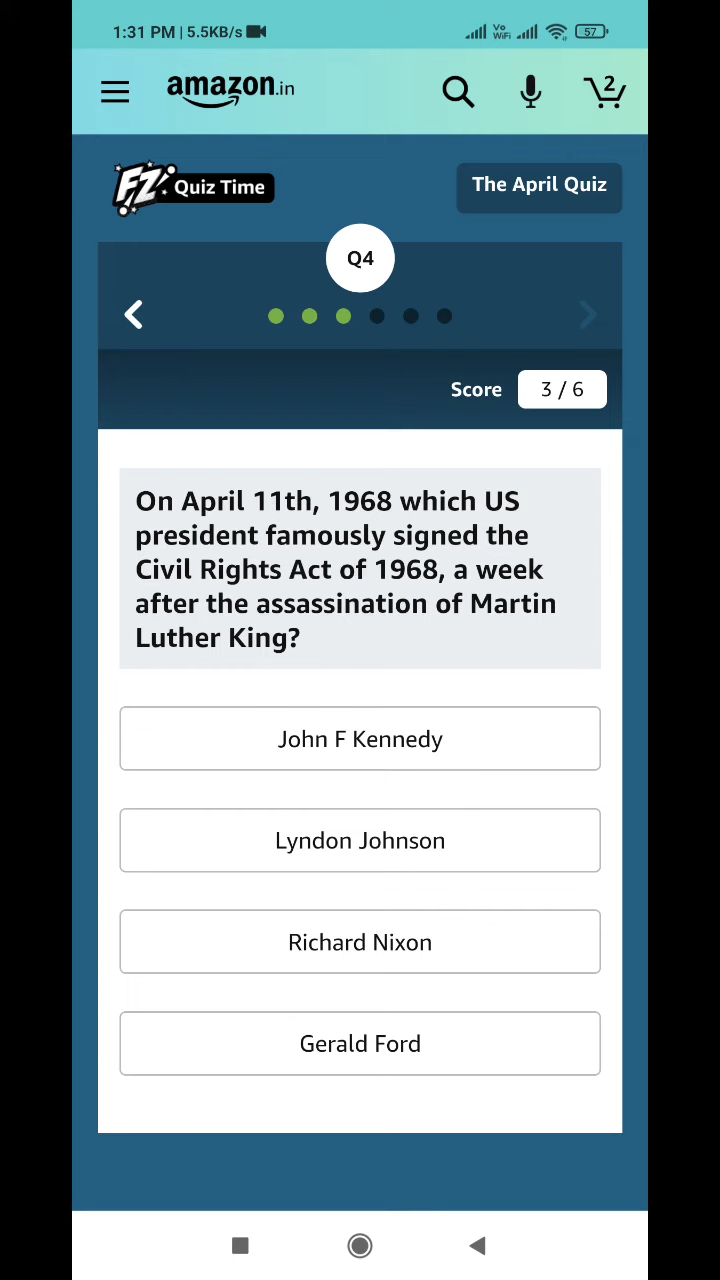 1:31 PM | 5.5KB/s Vo WiFi 57
amazon.in 2
FZ Quiz Time The April Quiz
Q4
Score 3 / 6
On April 11th, 1968 which US
president famously signed the
Civil Rights Act of 1968, a week
after the assassination of Martin
Luther King?
John F Kennedy
Lyndon Johnson
Richard Nixon
Gerald Ford